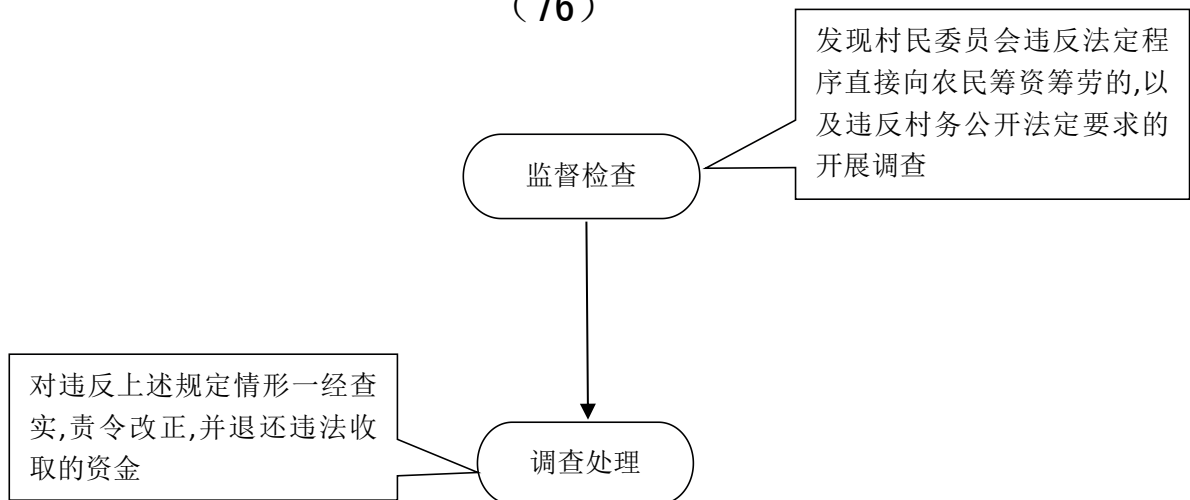 （76）
发现村民委员会违反法定程
序直接向农民筹资筹劳的,以
及违反村务公开法定要求的
开展调查
监督检查
对违反上述规定情形一经查
实,责令改正,并退还违法收
取的资金
调查处理